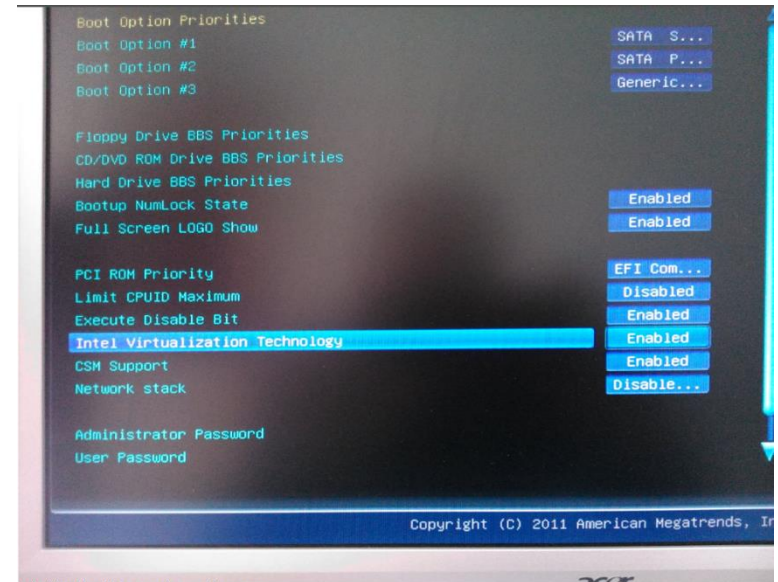 Boot Option Priorities
Boot Option #1 SATA S...
Boot Option #2 SATA P...
Boot Option #3 Generic...
Floppy Drive BBS Priorities
CD/DVD ROM Drive BBS Priorities
Hard Drive BBS Priorities
Bootup NumLock State Enabled
Full Screen LOGO Show Enabled
PCI ROM Priority EFI Com...
Limit CPUID Maximum Disabled
Execute Disable Bit Enabled
Intel Virtualization Technology Enabled
CSM Support Enabled
Network stack Disable...
Administrator Password
User Password
Copyright (C) 2011 American Megatrends, In